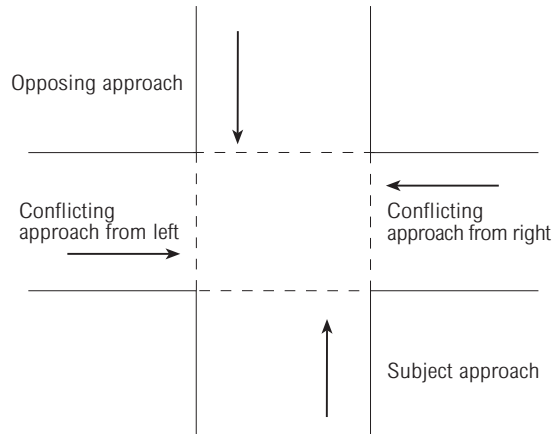 Opposing approach
Conflicting
approach from left
Conflicting
approach from right
Subject approach